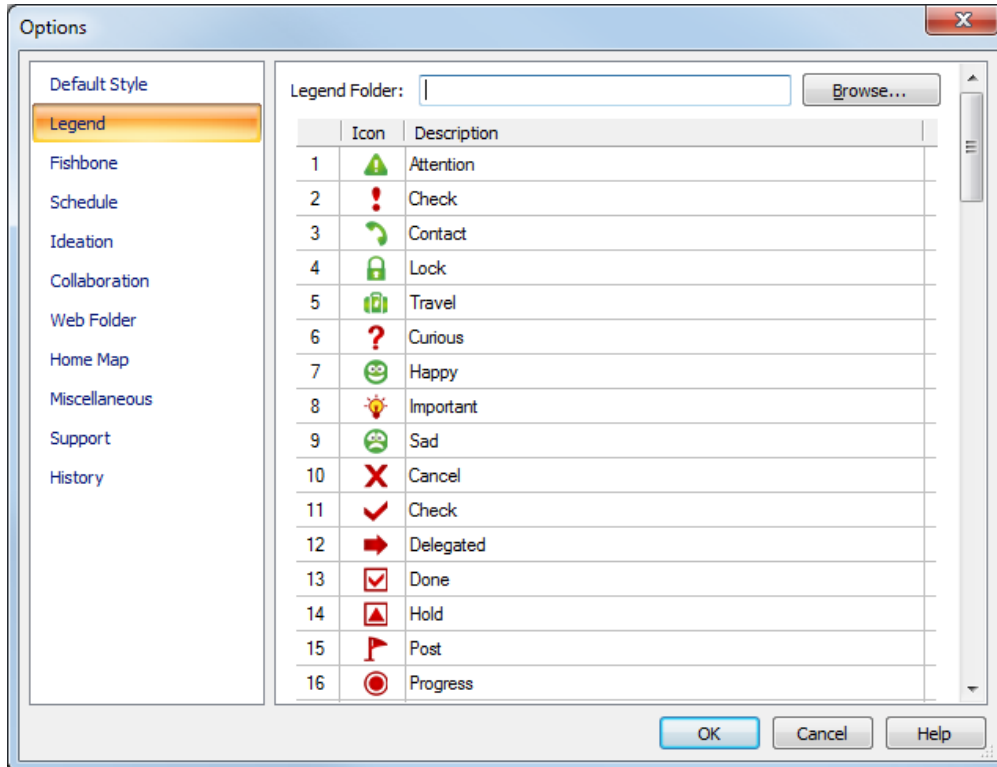 Options
Default Style
Legend
Fishbone
Schedule
Ideation
Collaboration
Web Folder
Home Map
Miscellaneous
Support
History
Legend Folder: Browse...
Icon Description
1 Attention
2 Check
3 Contact
4 Lock
5 Travel
6 Curious
7 Happy
8 Important
9 Sad
10 Cancel
11 Check
12 Delegated
13 Done
14 Hold
15 Post
16 Progress
OK Cancel Help